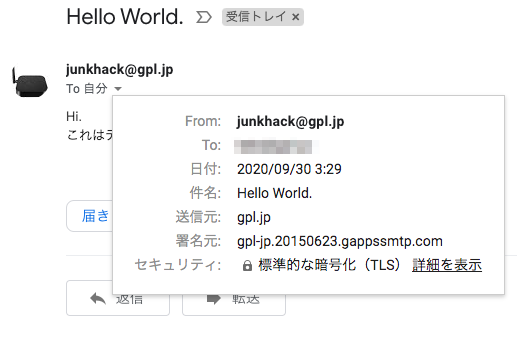 Hello World. 受信トレイ ×
junkhack@gpl.jp
To 自分
Hi.
これは
From: junkhack@gpl.jp
To:
日付: 2020/09/30 3:29
件名: Hello World.
送信元: gpl.jp
署名元: gpl-jp.20150623.gappssmtp.com
セキュリティ: 標準的な暗号化（TLS） 詳細を表示
届き
返信 転送